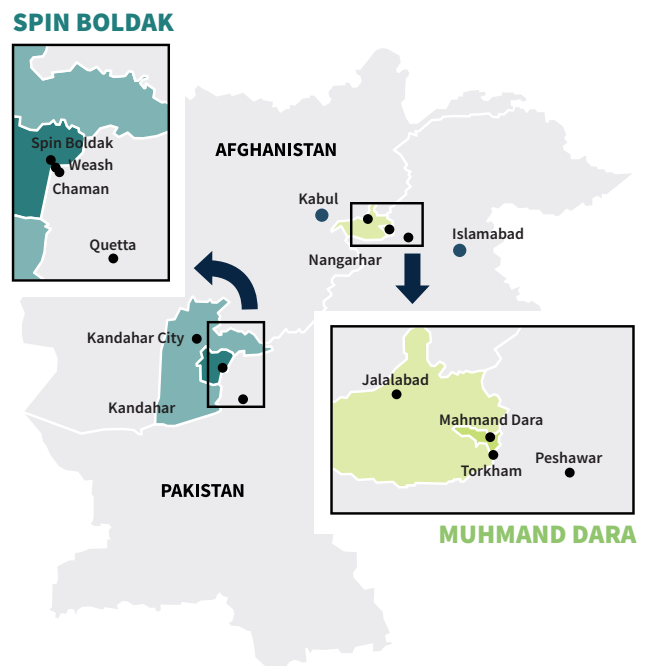 SPIN BOLDAK
Spin Boldak
Weash
Chaman
Quetta
AFGHANISTAN
Kabul
Islamabad
Nangarhar
Kandahar City
Kandahar
PAKISTAN
Jalalabad
Mahmand Dara
Torkham
Peshawar
MUHMAND DARA